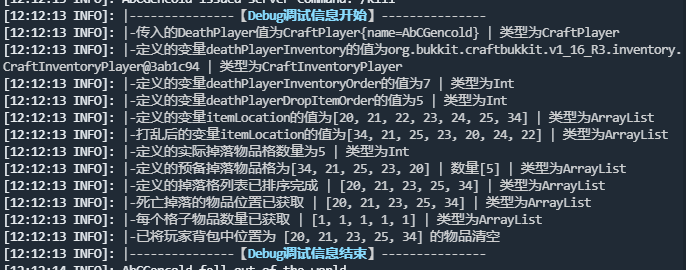 [12:12:13 INFO]: AbCGencold issued server command: /kill
[12:12:13 INFO]: |---------------【Debug调试信息开始】---------------
[12:12:13 INFO]: |-传入的DeathPlayer值为CraftPlayer{name=AbCGencold} | 类型为CraftPlayer
[12:12:13 INFO]: |-定义的变量deathPlayerInventory的值为org.bukkit.craftbukkit.v1_16_R3.inventory.
CraftInventoryPlayer@3ab1c94 | 类型为CraftInventoryPlayer
[12:12:13 INFO]: |-定义的变量deathPlayerInventoryOrder的值为7 | 类型为Int
[12:12:13 INFO]: |-定义的变量deathPlayerDropItemOrder的值为5 | 类型为Int
[12:12:13 INFO]: |-定义的变量itemLocation的值为[20, 21, 22, 23, 24, 25, 34] | 类型为ArrayList
[12:12:13 INFO]: |-打乱后的变量itemLocation的值为[34, 21, 25, 23, 20, 24, 22] | 类型为ArrayList
[12:12:13 INFO]: |-定义的实际掉落物品格数量为5 | 类型为Int
[12:12:13 INFO]: |-定义的预备掉落物品格为[34, 21, 25, 23, 20] | 数量[5] | 类型为ArrayList
[12:12:13 INFO]: |-定义的掉落格列表已排序完成 | [20, 21, 23, 25, 34] | 类型为ArrayList
[12:12:13 INFO]: |-死亡掉落的物品位置已获取 | [20, 21, 23, 25, 34] | 类型为ArrayList
[12:12:13 INFO]: |-每个格子物品数量已获取 | [1, 1, 1, 1, 1] | 类型为ArrayList
[12:12:13 INFO]: |-已将玩家背包中位置为 [20, 21, 23, 25, 34] 的物品清空
[12:12:13 INFO]: |---------------【Debug调试信息结束】---------------
[12:12:14 INFO]: AbCGencold fell out of the world